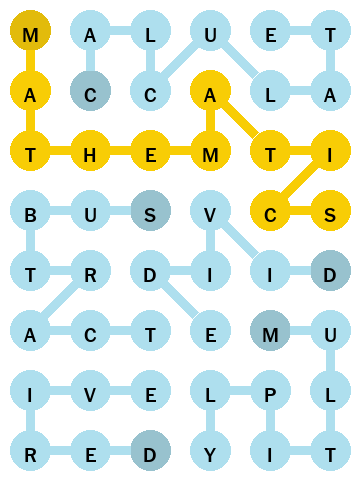 M A L U E T
A C C A L A
T H E M T I
B U S V C S
T R D I I D
A C T E M U
I V E L P L
R E D Y I T